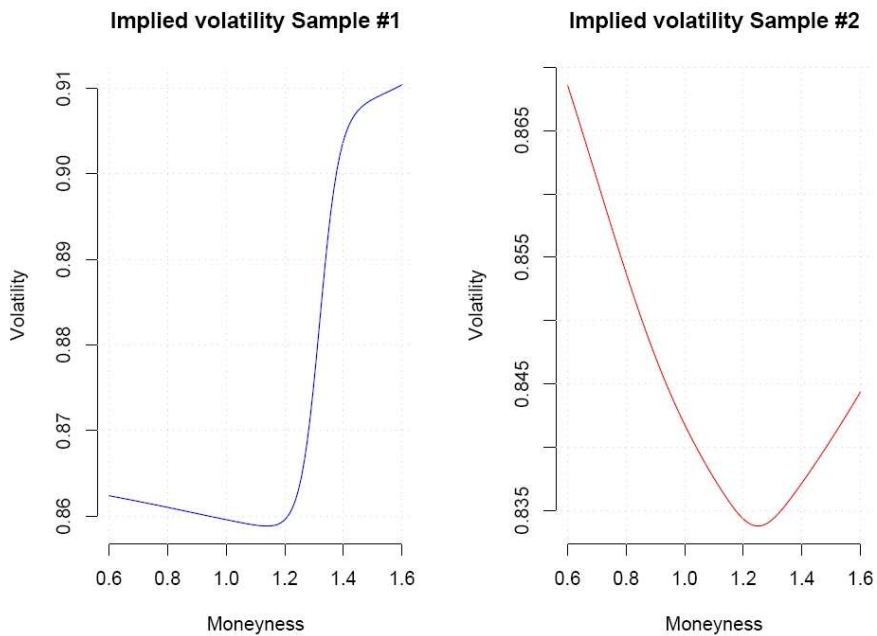 Implied volatility Sample #1
Volatility
0.91
0.90
0.89
0.88
0.87
0.86
0.6 0.8 1.0 1.2 1.4 1.6
Moneyness
Implied volatility Sample #2
Volatility
0.865
0.855
0.845
0.835
0.6 0.8 1.0 1.2 1.4 1.6
Moneyness